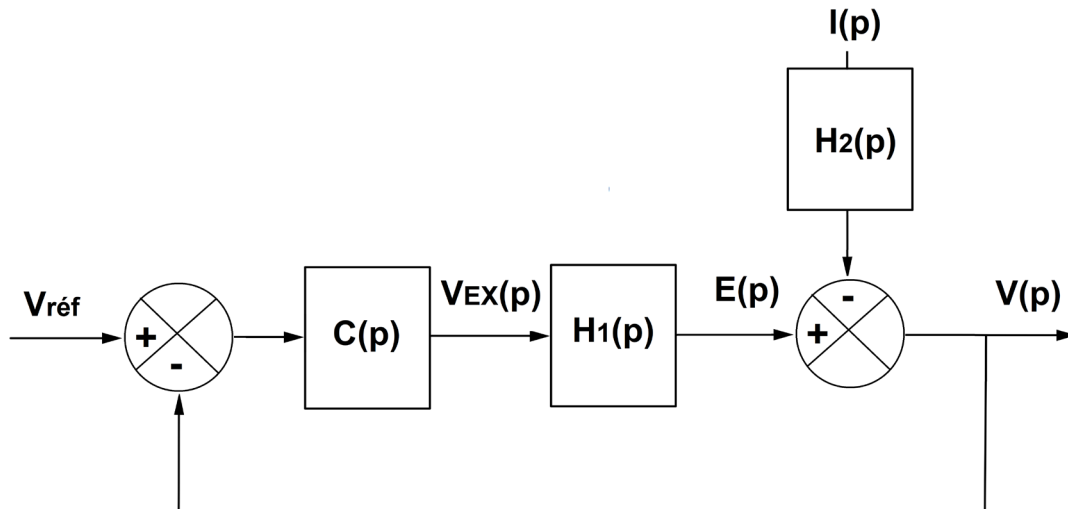 I(p)
H2(p)
Vréf
+
-
C(p)
VEX(p)
H1(p)
E(p)
-
+
V(p)